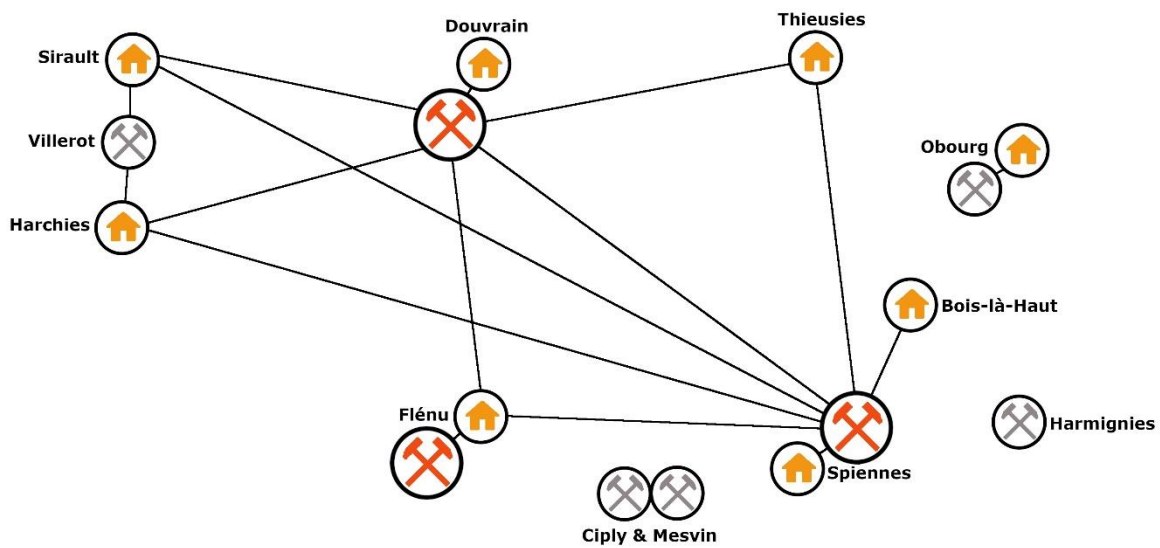 Douvrain
Thieusies
Sirault
Villerot
Obourg
Harchies
Bois-là-Haut
Flénu
Harmignies
Spiennes
Ciply & Mesvin